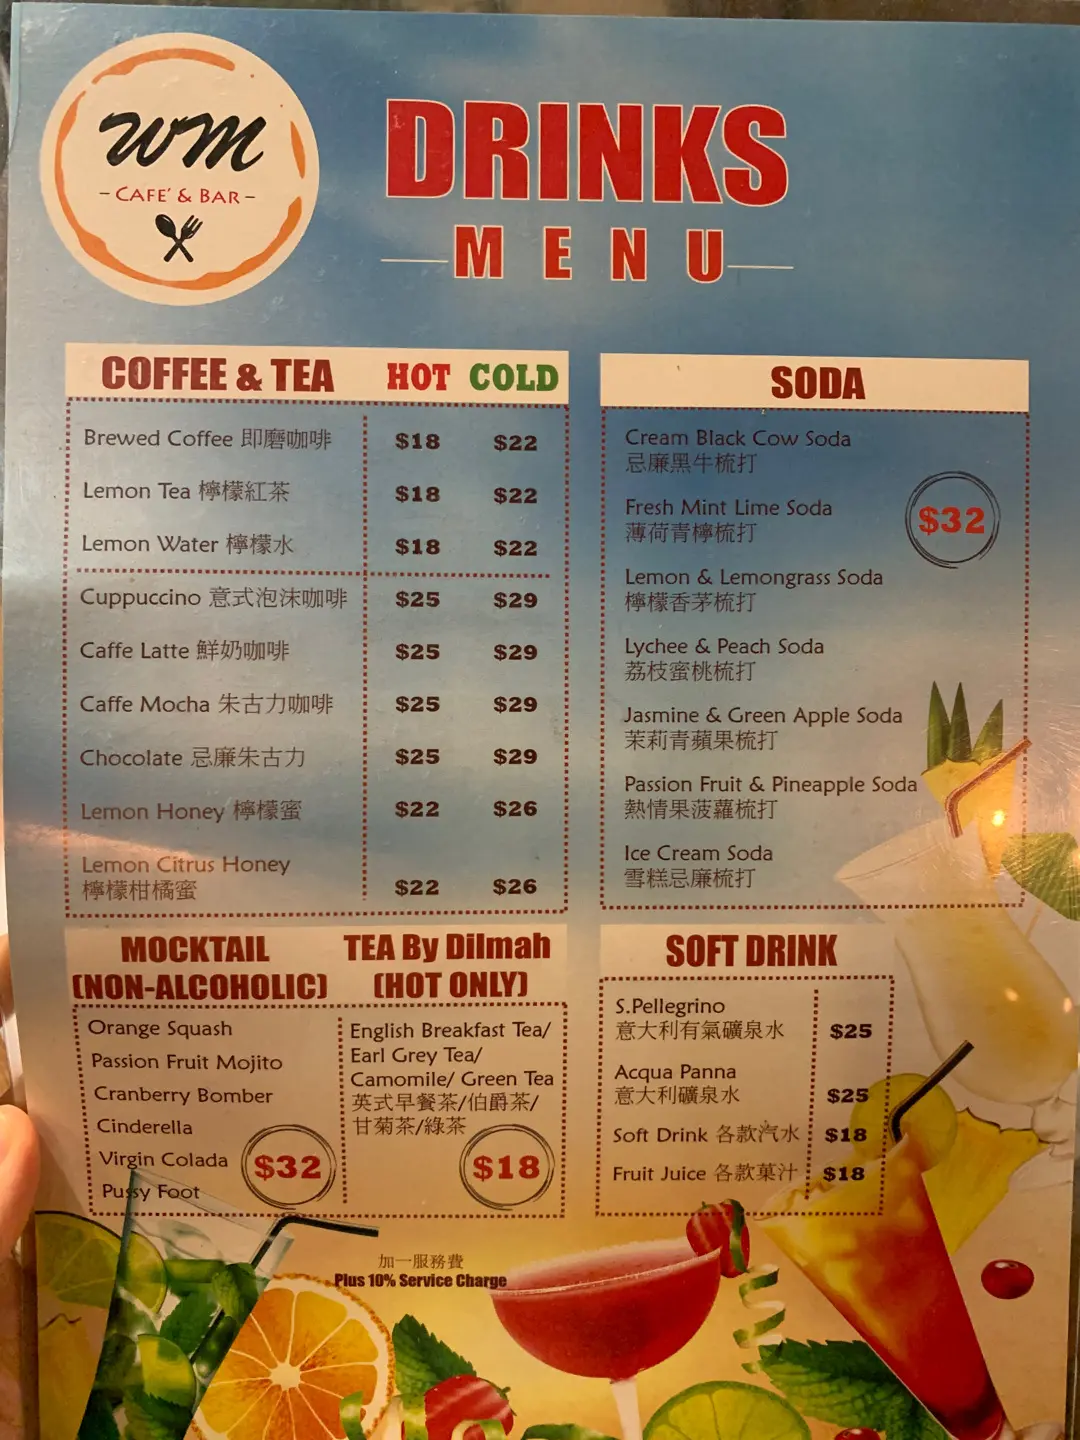 WM
- CAFE' & BAR -
DRINKS
MENU
COFFEE & TEA HOT COLD
Brewed Coffee 即磨咖啡 $18 $22
Lemon Tea 檸檬紅茶 $18 $22
Lemon Water 檸檬水 $18 $22
Cuppuccino 意式泡沫咖啡 $25 $29
Caffe Latte 鮮奶咖啡 $25 $29
Caffe Mocha 朱古力咖啡 $25 $29
Chocolate 忌廉朱古力 $25 $29
Lemon Honey 檸檬蜜 $22 $26
Lemon Citrus Honey
檸檬柑橘蜜 $22 $26
SODA
Cream Black Cow Soda
忌廉黑牛梳打
Fresh Mint Lime Soda
薄荷青檸梳打
$32
Lemon & Lemongrass Soda
檸檬香茅梳打
Lychee & Peach Soda
荔枝蜜桃梳打
Jasmine & Green Apple Soda
茉莉青蘋果梳打
Passion Fruit & Pineapple Soda
熱情果菠蘿梳打
Ice Cream Soda
雪糕忌廉梳打
MOCKTAIL
(NON-ALCOHOLIC)
Orange Squash
Passion Fruit Mojito
Cranberry Bomber
Cinderella
Virgin Colada
Pussy Foot
$32
TEA By Dilmah
(HOT ONLY)
English Breakfast Tea/
Earl Grey Tea/
Camomile/ Green Tea
英式早餐茶/伯爵茶/
甘菊茶/綠茶
$18
SOFT DRINK
S.Pellegrino
意大利有氣礦泉水 $25
Acqua Panna
意大利礦泉水 $25
Soft Drink 各款汽水 $18
Fruit Juice 各款菓汁 $18
加一服務費
Plus 10% Service Charge